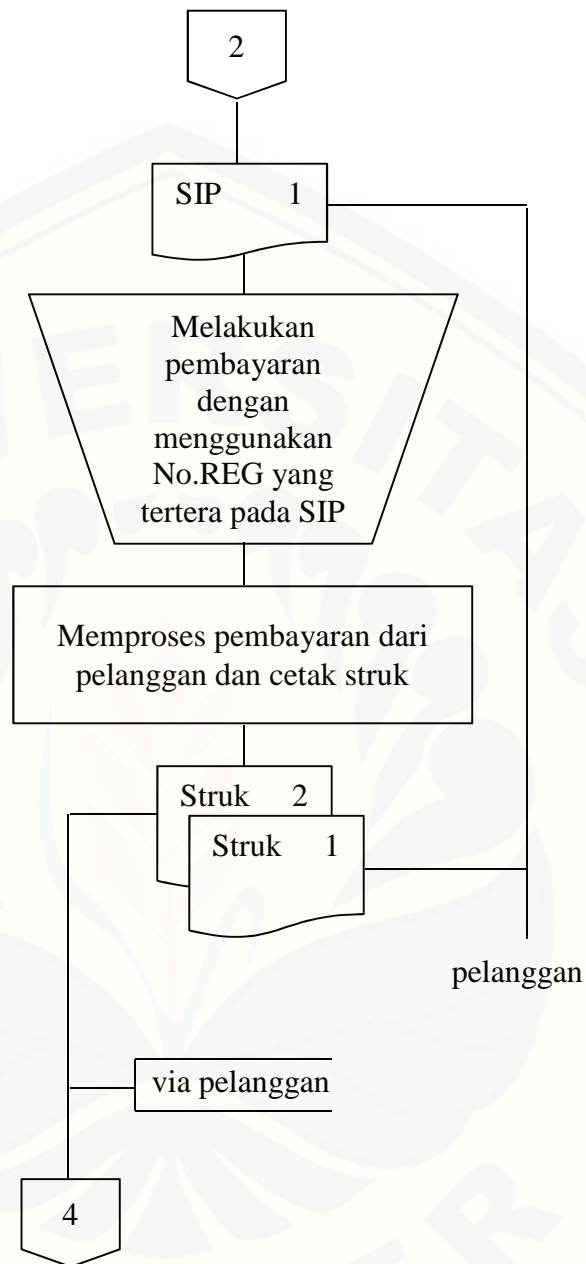 2
SIP 1
Melakukan
pembayaran
dengan
menggunakan
No.REG yang
tertera pada SIP
Memproses pembayaran dari
pelanggan dan cetak struk
Struk 2
Struk 1
pelanggan
via pelanggan
4